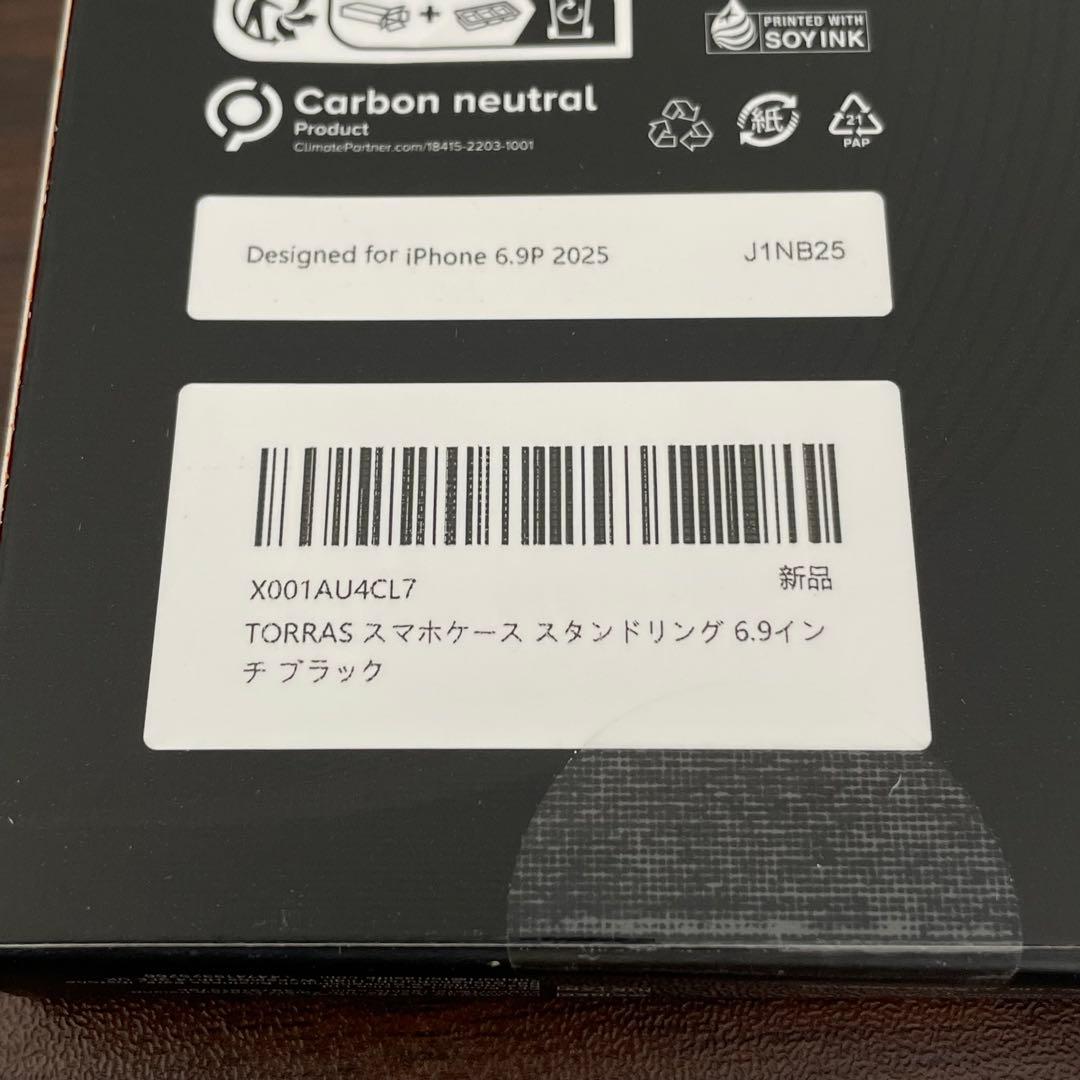 PRINTED WITH
SOY INK
Carbon neutral
Product
ClimatePartner.com/18415-2203-1001
紙
21
PAP
Designed for iPhone 6.9P 2025
J1NB25
X001AU4CL7
新品
TORRAS スマホケース スタンドリング 6.9イン
チ ブラック